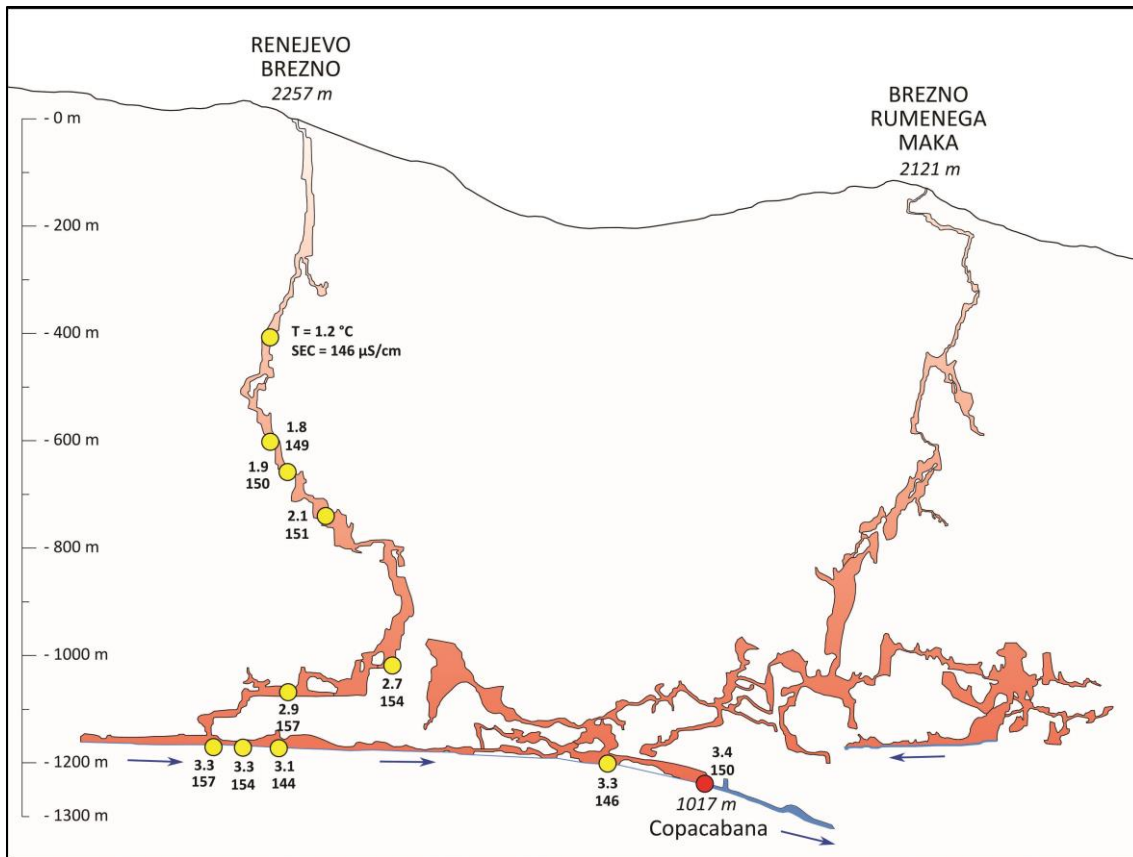 RENEJEVO
BREZNO
2257 m
BREZNO
RUMENEGA
MAKA
2121 m
- 0 m
- 200 m
- 400 m
- 600 m
- 800 m
- 1000 m
- 1200 m
- 1300 m
T = 1.2 °C
SEC = 146 µS/cm
1.8
149
1.9
150
2.1
151
2.7
154
2.9
157
3.3
157
3.3
154
3.1
144
3.3
146
3.4
150
1017 m
Copacabana